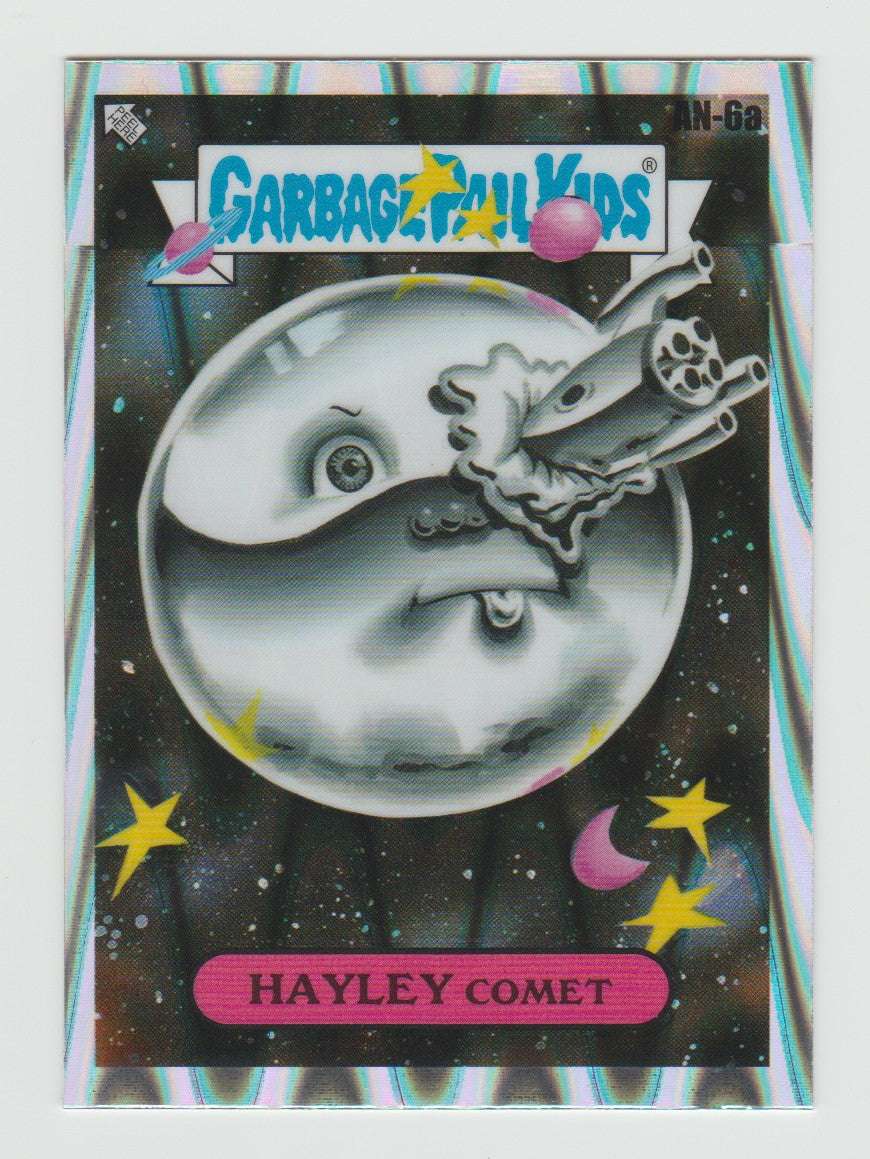 PEEL
HERE
AN-6a
GARBAGE PAIL KIDS®
HAYLEY COMET